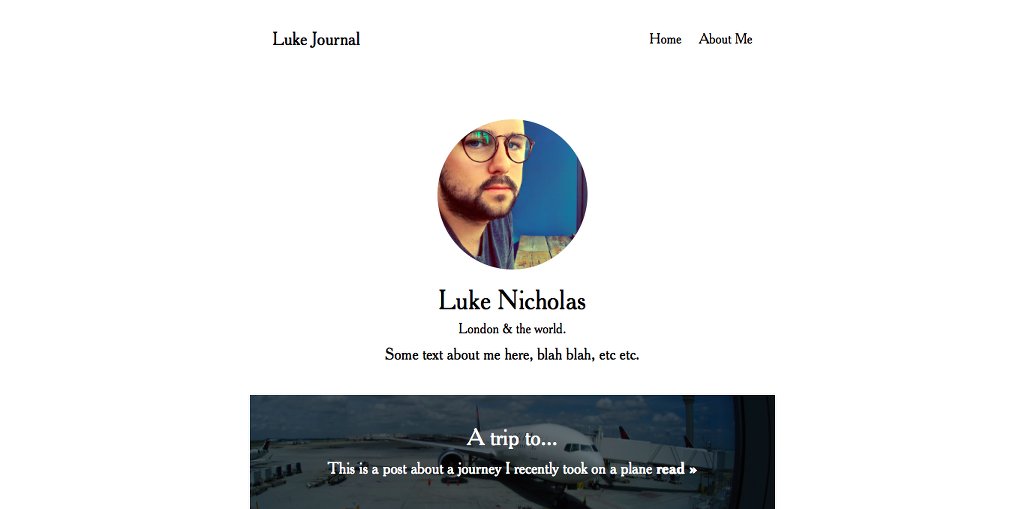 Luke Journal
Home About Me
Luke Nicholas
London & the world.
Some text about me here, blah blah, etc etc.
A trip to...
This is a post about a journey I recently took on a plane read »